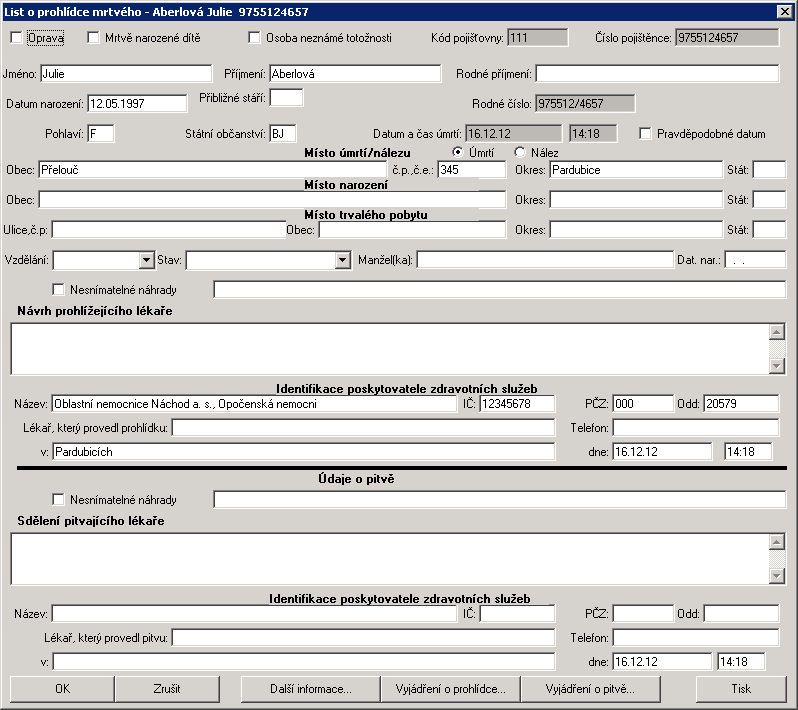 List o prohlídce mrtvého - Aberlová Julie 9755124657
Oprava Mrtvě narozené dítě Osoba neznámé totožnosti Kód pojišťovny: 111 Číslo pojištěnce: 9755124657
Jméno: Julie Příjmení: Aberlová Rodné příjmení:
Datum narození: 12.05.1997 Přibližné stáří: Rodné číslo: 975512/4657
Pohlaví: F Státní občanství: BJ Datum a čas úmrtí: 16.12.12 14:18 Pravděpodobné datum
Místo úmrtí/nálezu Úmrtí Nález
Obec: Přelouč č.p.,č.e.: 345 Okres: Pardubice Stát:
Místo narození
Obec: Okres: Stát:
Místo trvalého pobytu
Ulice,č.p: Obec: Okres: Stát:
Vzdělání: Stav: Manžel(ka): Dat. nar.: . .
Nesnímatelné náhrady
Návrh prohlížejícího lékaře
Identifikace poskytovatele zdravotních služeb
Název: Oblastní nemocnice Náchod a. s., Opočenská nemocni IČ: 12345678 PČZ: 000 Odd: 20579
Lékař, který provedl prohlídku: Telefon:
v: Pardubicích dne: 16.12.12 14:18
Údaje o pitvě
Nesnímatelné náhrady
Sdělení pitvajícího lékaře
Identifikace poskytovatele zdravotních služeb
Název: IČ: PČZ: Odd:
Lékař, který provedl pitvu: Telefon:
v: dne: 16.12.12 14:18
OK Zrušit Další informace... Vyjádření o prohlídce... Vyjádření o pitvě... Tisk